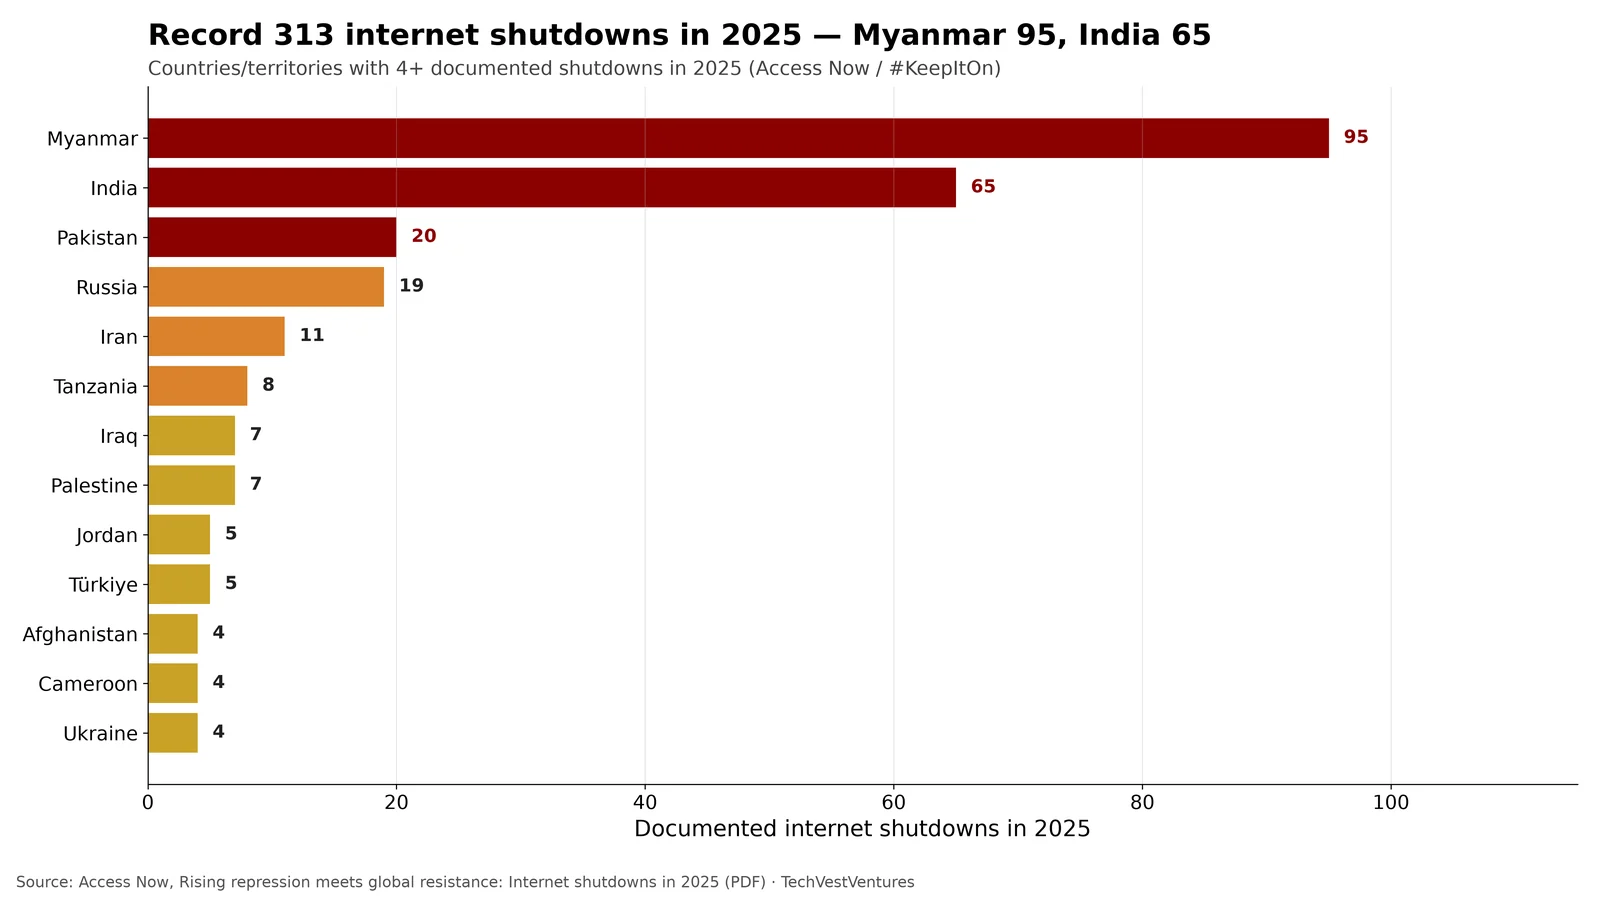 Record 313 internet shutdowns in 2025 — Myanmar 95, India 65
Countries/territories with 4+ documented shutdowns in 2025 (Access Now / #KeepItOn)
Myanmar 95
India 65
Pakistan 20
Russia 19
Iran 11
Tanzania 8
Iraq 7
Palestine 7
Jordan 5
Türkiye 5
Afghanistan 4
Cameroon 4
Ukraine 4
0 20 40 60 80 100
Documented internet shutdowns in 2025
Source: Access Now, Rising repression meets global resistance: Internet shutdowns in 2025 (PDF) · TechVestVentures